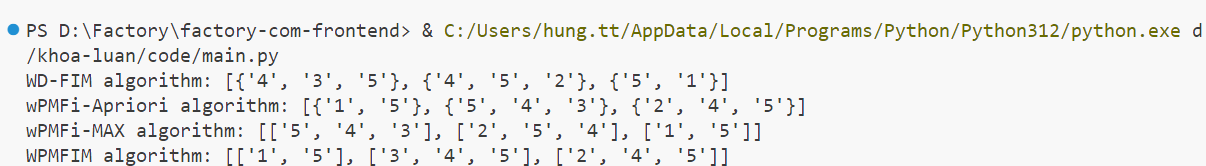 PS D:\Factory\factory-com-frontend> & C:/Users/hung.tt/AppData/Local/Programs/Python/Python312/python.exe d
/khoa-luan/code/main.py
WD-FIM algorithm: [{'4', '3', '5'}, {'4', '5', '2'}, {'5', '1'}]
wPMFi-Apriori algorithm: [{'1', '5'}, {'5', '4', '3'}, {'2', '4', '5'}]
wPMFi-MAX algorithm: [['5', '4', '3'], ['2', '5', '4'], ['1', '5']]
WPMFIM algorithm: [['1', '5'], ['3', '4', '5'], ['2', '4', '5']]